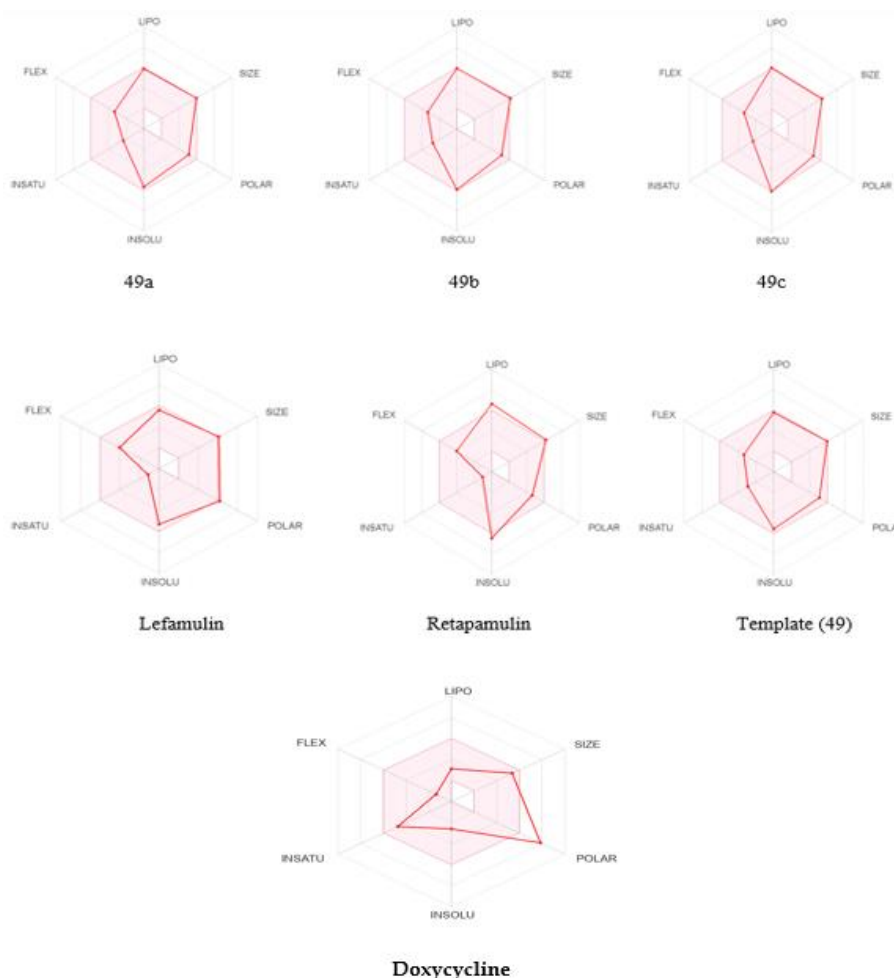 LIPO LIPO LIPO
FLEX SIZE FLEX SIZE FLEX SIZE
INSATU POLAR INSATU POLAR INSATU POLAR
INSOLU INSOLU INSOLU
49a 49b 49c
LIPO LIPO LIPO
FLEX SIZE FLEX SIZE FLEX SIZE
INSATU POLAR INSATU POLAR INSATU POLA
INSOLU INSOLU INSOLU
Lefamulin Retapamulin Template (49)
LIPO
FLEX SIZE
INSATU POLAR
INSOLU
Doxycycline